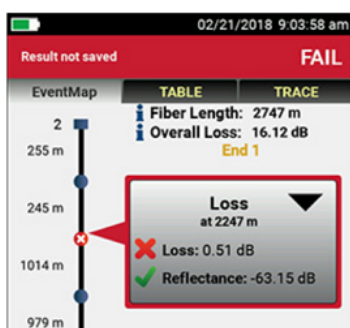 02/21/2018 9:03:58 am
Result not saved
FAIL
EventMap
TABLE
TRACE
Fiber Length: 2747 m
Overall Loss: 16.12 dB
End 1
2
255 m
245 m
1014 m
979 m
Loss
at 2247 m
Loss: 0.51 dB
Reflectance: -63.15 dB